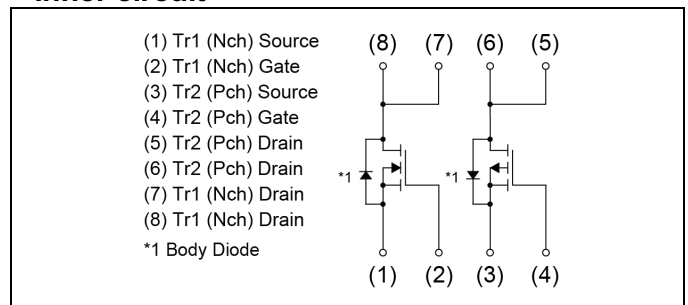 (1) Tr1 (Nch) Source
(2) Tr1 (Nch) Gate
(3) Tr2 (Pch) Source
(4) Tr2 (Pch) Gate
(5) Tr2 (Pch) Drain
(6) Tr2 (Pch) Drain
(7) Tr1 (Nch) Drain
(8) Tr1 (Nch) Drain
*1 Body Diode
(8) (7) (6) (5)
*1 *1
(1) (2) (3) (4)